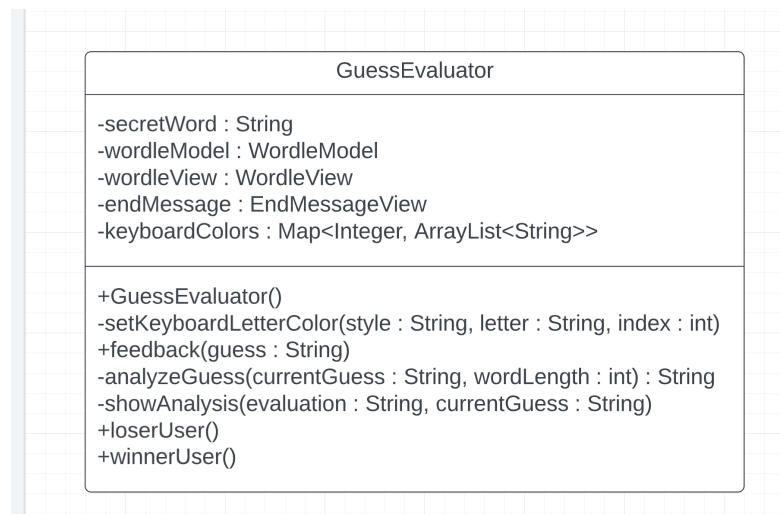 GuessEvaluator
-secretWord : String
-wordleModel : WordleModel
-wordleView : WordleView
-endMessage : EndMessageView
-keyboardColors : Map<Integer, ArrayList<String>>
+GuessEvaluator()
-setKeyboardLetterColor(style : String, letter : String, index : int)
+feedback(guess : String)
-analyzeGuess(currentGuess : String, wordLength : int) : String
-showAnalysis(evaluation : String, currentGuess : String)
+loserUser()
+winnerUser()